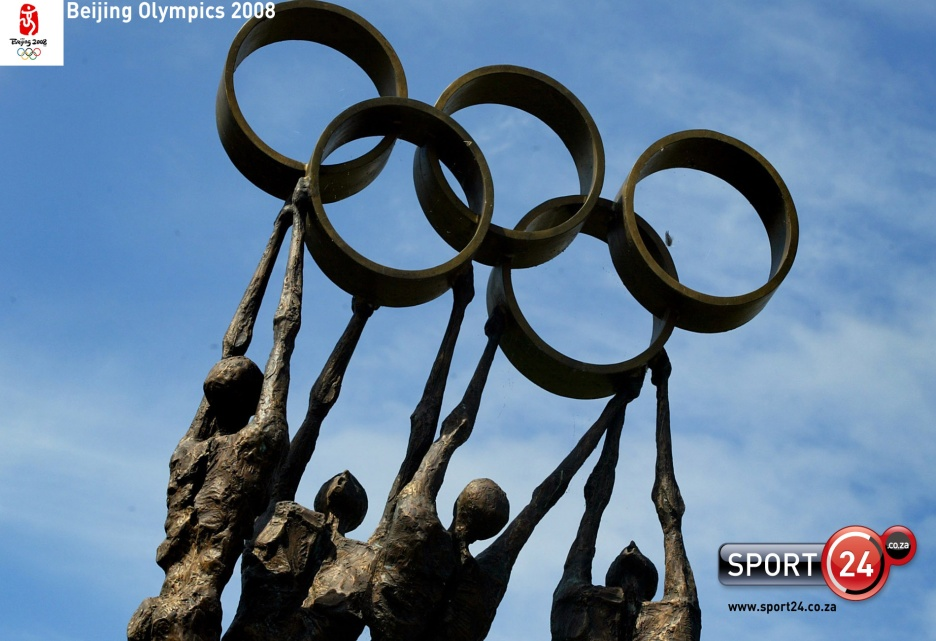 Beijing Olympics 2008
Beijing 2008
SPORT 24 .co.za
www.sport24.co.za